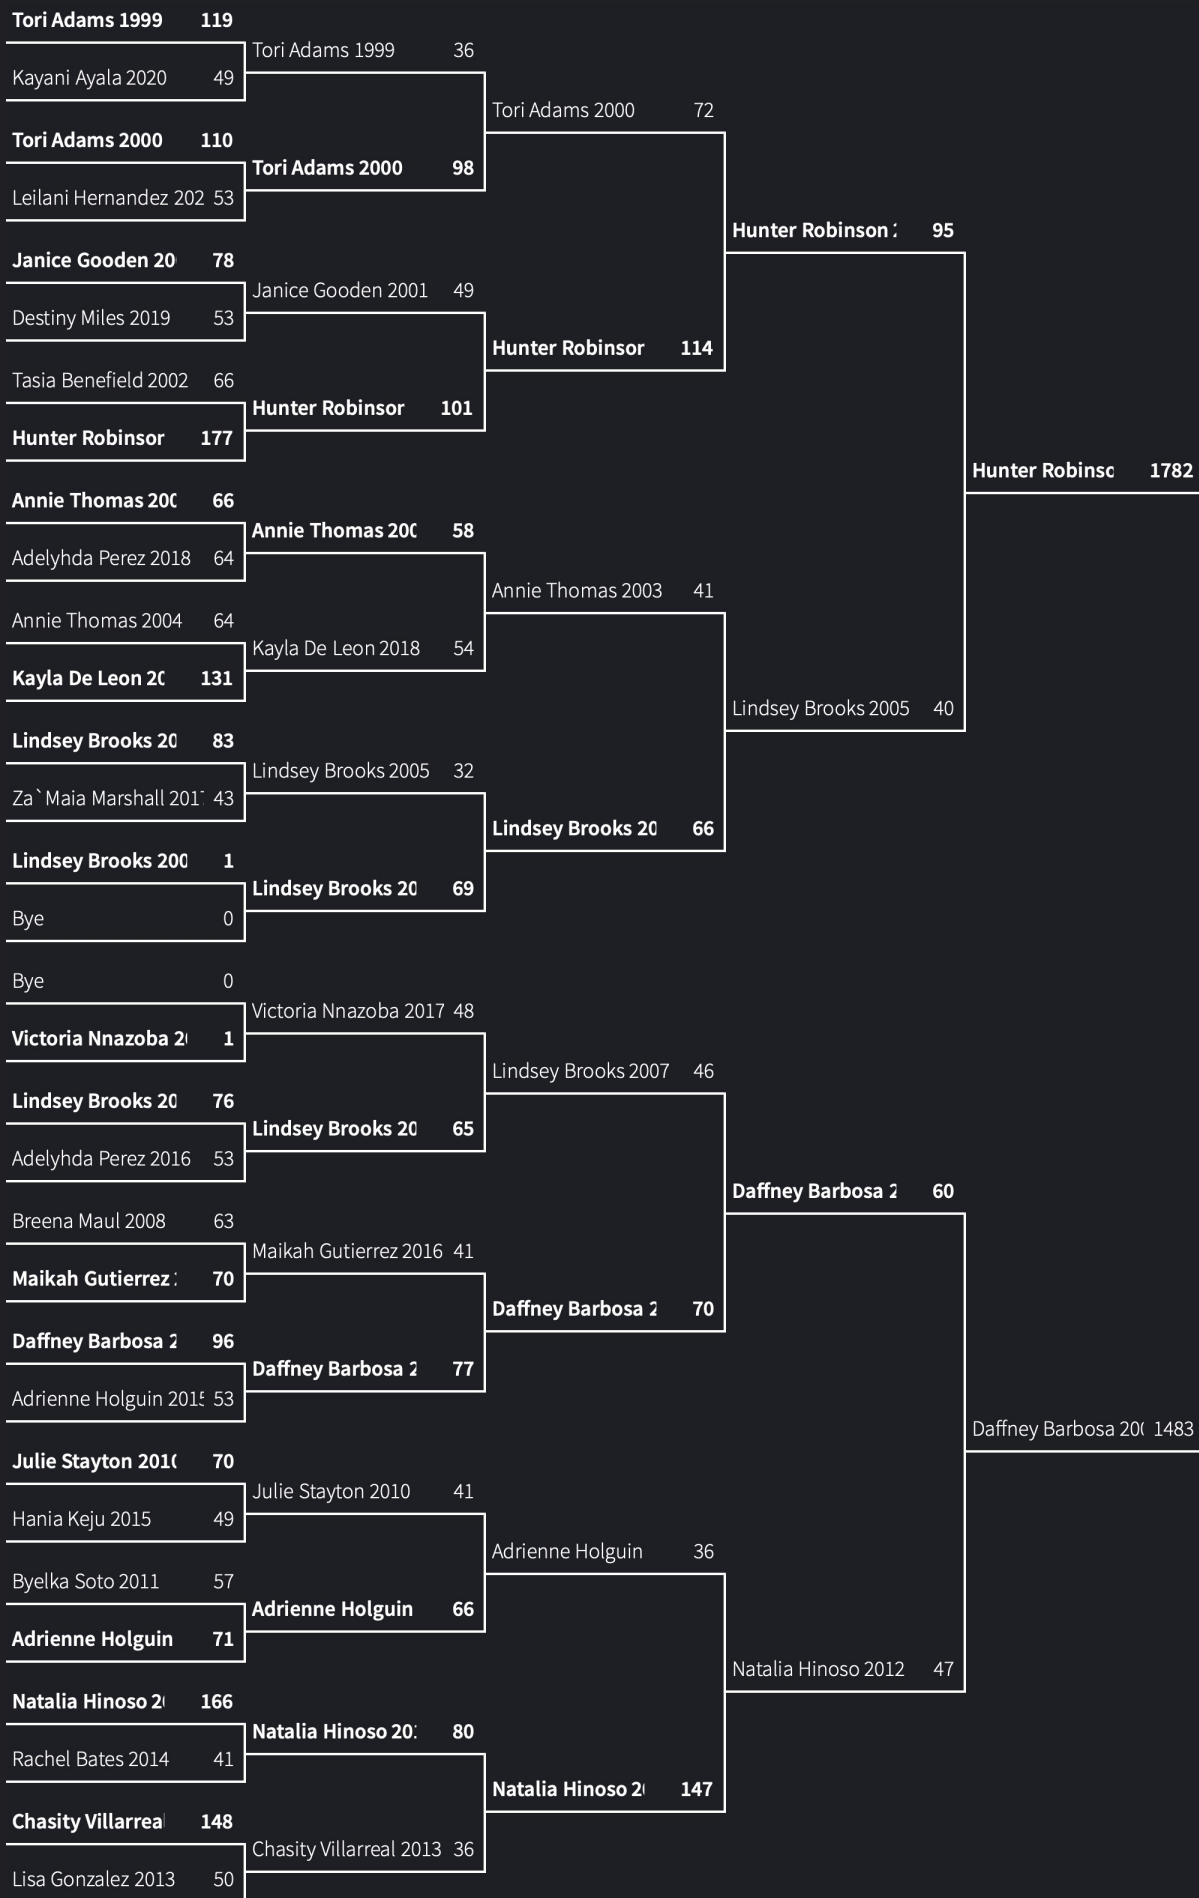 Tori Adams 1999 119
Kayani Ayala 2020 49
Tori Adams 2000 110
Leilani Hernandez 202 53
Janice Gooden 20 78
Destiny Miles 2019 53
Tasia Benefield 2002 66
Hunter Robinson 177
Annie Thomas 200 66
Adelyhda Perez 2018 64
Annie Thomas 2004 64
Kayla De Leon 20 131
Lindsey Brooks 20 83
Za`Maia Marshall 2017 43
Lindsey Brooks 200 1
Bye 0
Bye 0
Victoria Nnazoba 20 1
Lindsey Brooks 20 76
Adelyhda Perez 2016 53
Breena Maul 2008 63
Maikah Gutierrez 70
Daffney Barbosa 2 96
Adrienne Holguin 2015 53
Julie Stayton 2010 70
Hania Keju 2015 49
Byelka Soto 2011 57
Adrienne Holguin 71
Natalia Hinoso 20 166
Rachel Bates 2014 41
Chasity Villarreal 148
Lisa Gonzalez 2013 50
Tori Adams 1999 36
Tori Adams 2000 98
Janice Gooden 2001 49
Hunter Robinson 101
Annie Thomas 200 58
Kayla De Leon 2018 54
Lindsey Brooks 2005 32
Lindsey Brooks 20 69
Victoria Nnazoba 2017 48
Lindsey Brooks 20 65
Maikah Gutierrez 2016 41
Daffney Barbosa 2 77
Julie Stayton 2010 41
Adrienne Holguin 66
Natalia Hinoso 20 80
Chasity Villarreal 2013 36
Tori Adams 2000 72
Hunter Robinson 114
Annie Thomas 2003 41
Lindsey Brooks 20 66
Lindsey Brooks 2007 46
Daffney Barbosa 2 70
Adrienne Holguin 36
Natalia Hinoso 20 147
Hunter Robinson 95
Lindsey Brooks 2005 40
Daffney Barbosa 2 60
Natalia Hinoso 2012 47
Hunter Robinso 1782
Daffney Barbosa 200 1483